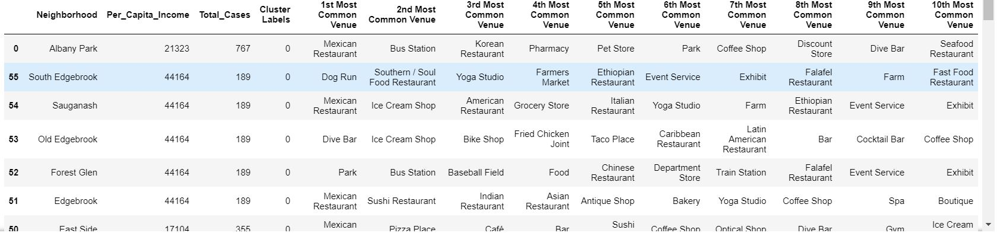 Neighborhood Per_Capita_Income Total_Cases Cluster Labels 1st Most Common Venue 2nd Most Common Venue 3rd Most Common Venue 4th Most Common Venue 5th Most Common Venue 6th Most Common Venue 7th Most Common Venue 8th Most Common Venue 9th Most Common Venue 10th Most Common Venue
0 Albany Park 21323 767 0 Mexican Restaurant Bus Station Korean Restaurant Pharmacy Pet Store Park Coffee Shop Discount Store Dive Bar Seafood Restaurant
55 South Edgebrook 44164 189 0 Dog Run Southern / Soul Food Restaurant Yoga Studio Farmers Market Ethiopian Restaurant Event Service Exhibit Falafel Restaurant Farm Fast Food Restaurant
54 Sauganash 44164 189 0 Mexican Restaurant Ice Cream Shop American Restaurant Grocery Store Italian Restaurant Yoga Studio Farm Ethiopian Restaurant Event Service Exhibit
53 Old Edgebrook 44164 189 0 Dive Bar Ice Cream Shop Bike Shop Fried Chicken Joint Taco Place Caribbean Restaurant Latin American Restaurant Bar Cocktail Bar Coffee Shop
52 Forest Glen 44164 189 0 Park Bus Station Baseball Field Food Chinese Restaurant Department Store Train Station Falafel Restaurant Event Service Exhibit
51 Edgebrook 44164 189 0 Mexican Restaurant Sushi Restaurant Indian Restaurant Asian Restaurant Antique Shop Bakery Yoga Studio Coffee Shop Spa Boutique
50 East Side 17104 355 0 Mexican Pizza Place Café Bar Sushi Coffee Shop Optical Shop Dive Bar Gym Ice Cream